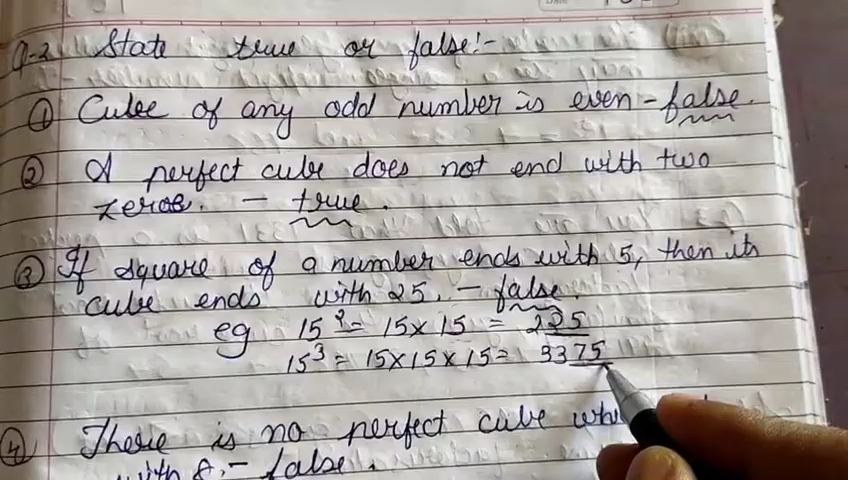 Q-2 State true or false:-
① Cube of any odd number is even - false.
② A perfect cube does not end with two
zeros. - true.
③ If square of a number ends with 5, then its
cube ends with 25. - false.
eg 15² = 15×15 = 225
15³ = 15×15×15 = 3375
④ There is no perfect cube
with 8. - false.